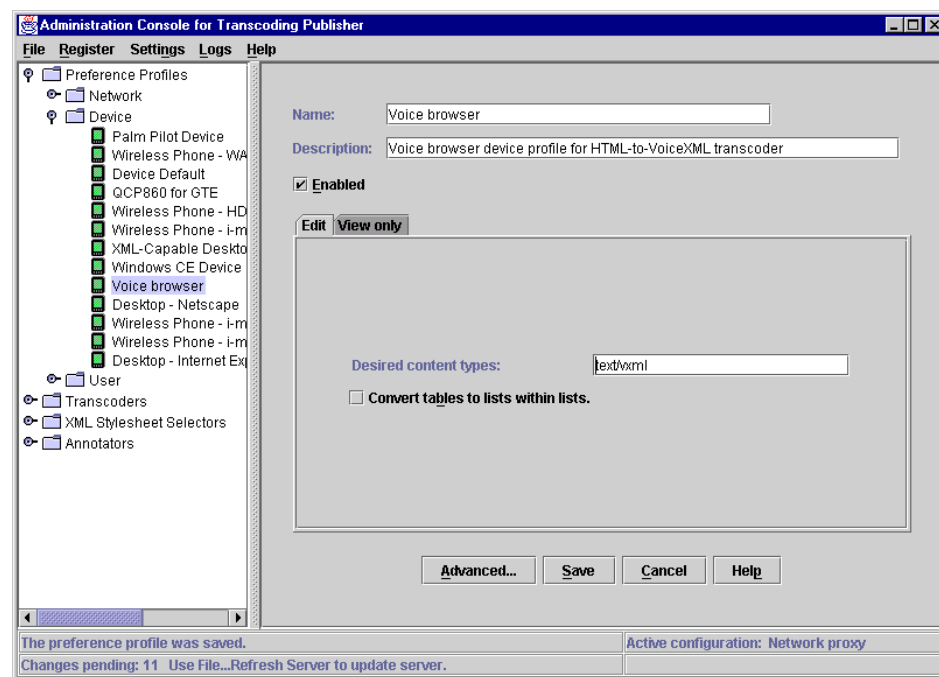 Administration Console for Transcoding Publisher
File Register Settings Logs Help
Preference Profiles
Network
Device
Palm Pilot Device
Wireless Phone - WA
Device Default
QCP860 for GTE
Wireless Phone - HD
Wireless Phone - i-m
XML-Capable Deskto
Windows CE Device
Voice browser
Desktop - Netscape
Wireless Phone - i-m
Wireless Phone - i-m
Desktop - Internet Ex
User
Transcoders
XML Stylesheet Selectors
Annotators
Name: Voice browser
Description: Voice browser device profile for HTML-to-VoiceXML transcoder
Enabled
Edit View only
Desired content types: text/vxml
Convert tables to lists within lists.
Advanced... Save Cancel Help
The preference profile was saved. Active configuration: Network proxy
Changes pending: 11 Use File...Refresh Server to update server.